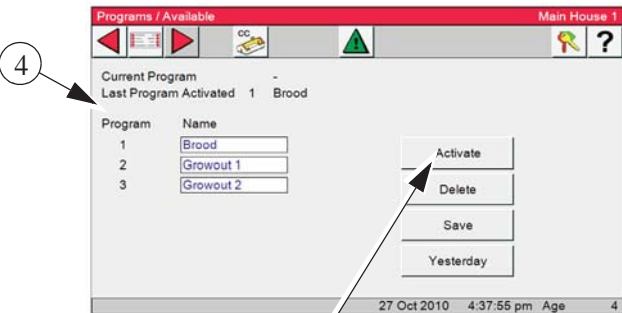 Programs / Available Main House 1
CC ?
4
Current Program -
Last Program Activated 1 Brood
Program Name
1 Brood
2 Growout 1
3 Growout 2
Activate
Delete
Save
Yesterday
27 Oct 2010 4:37:55 pm Age 4